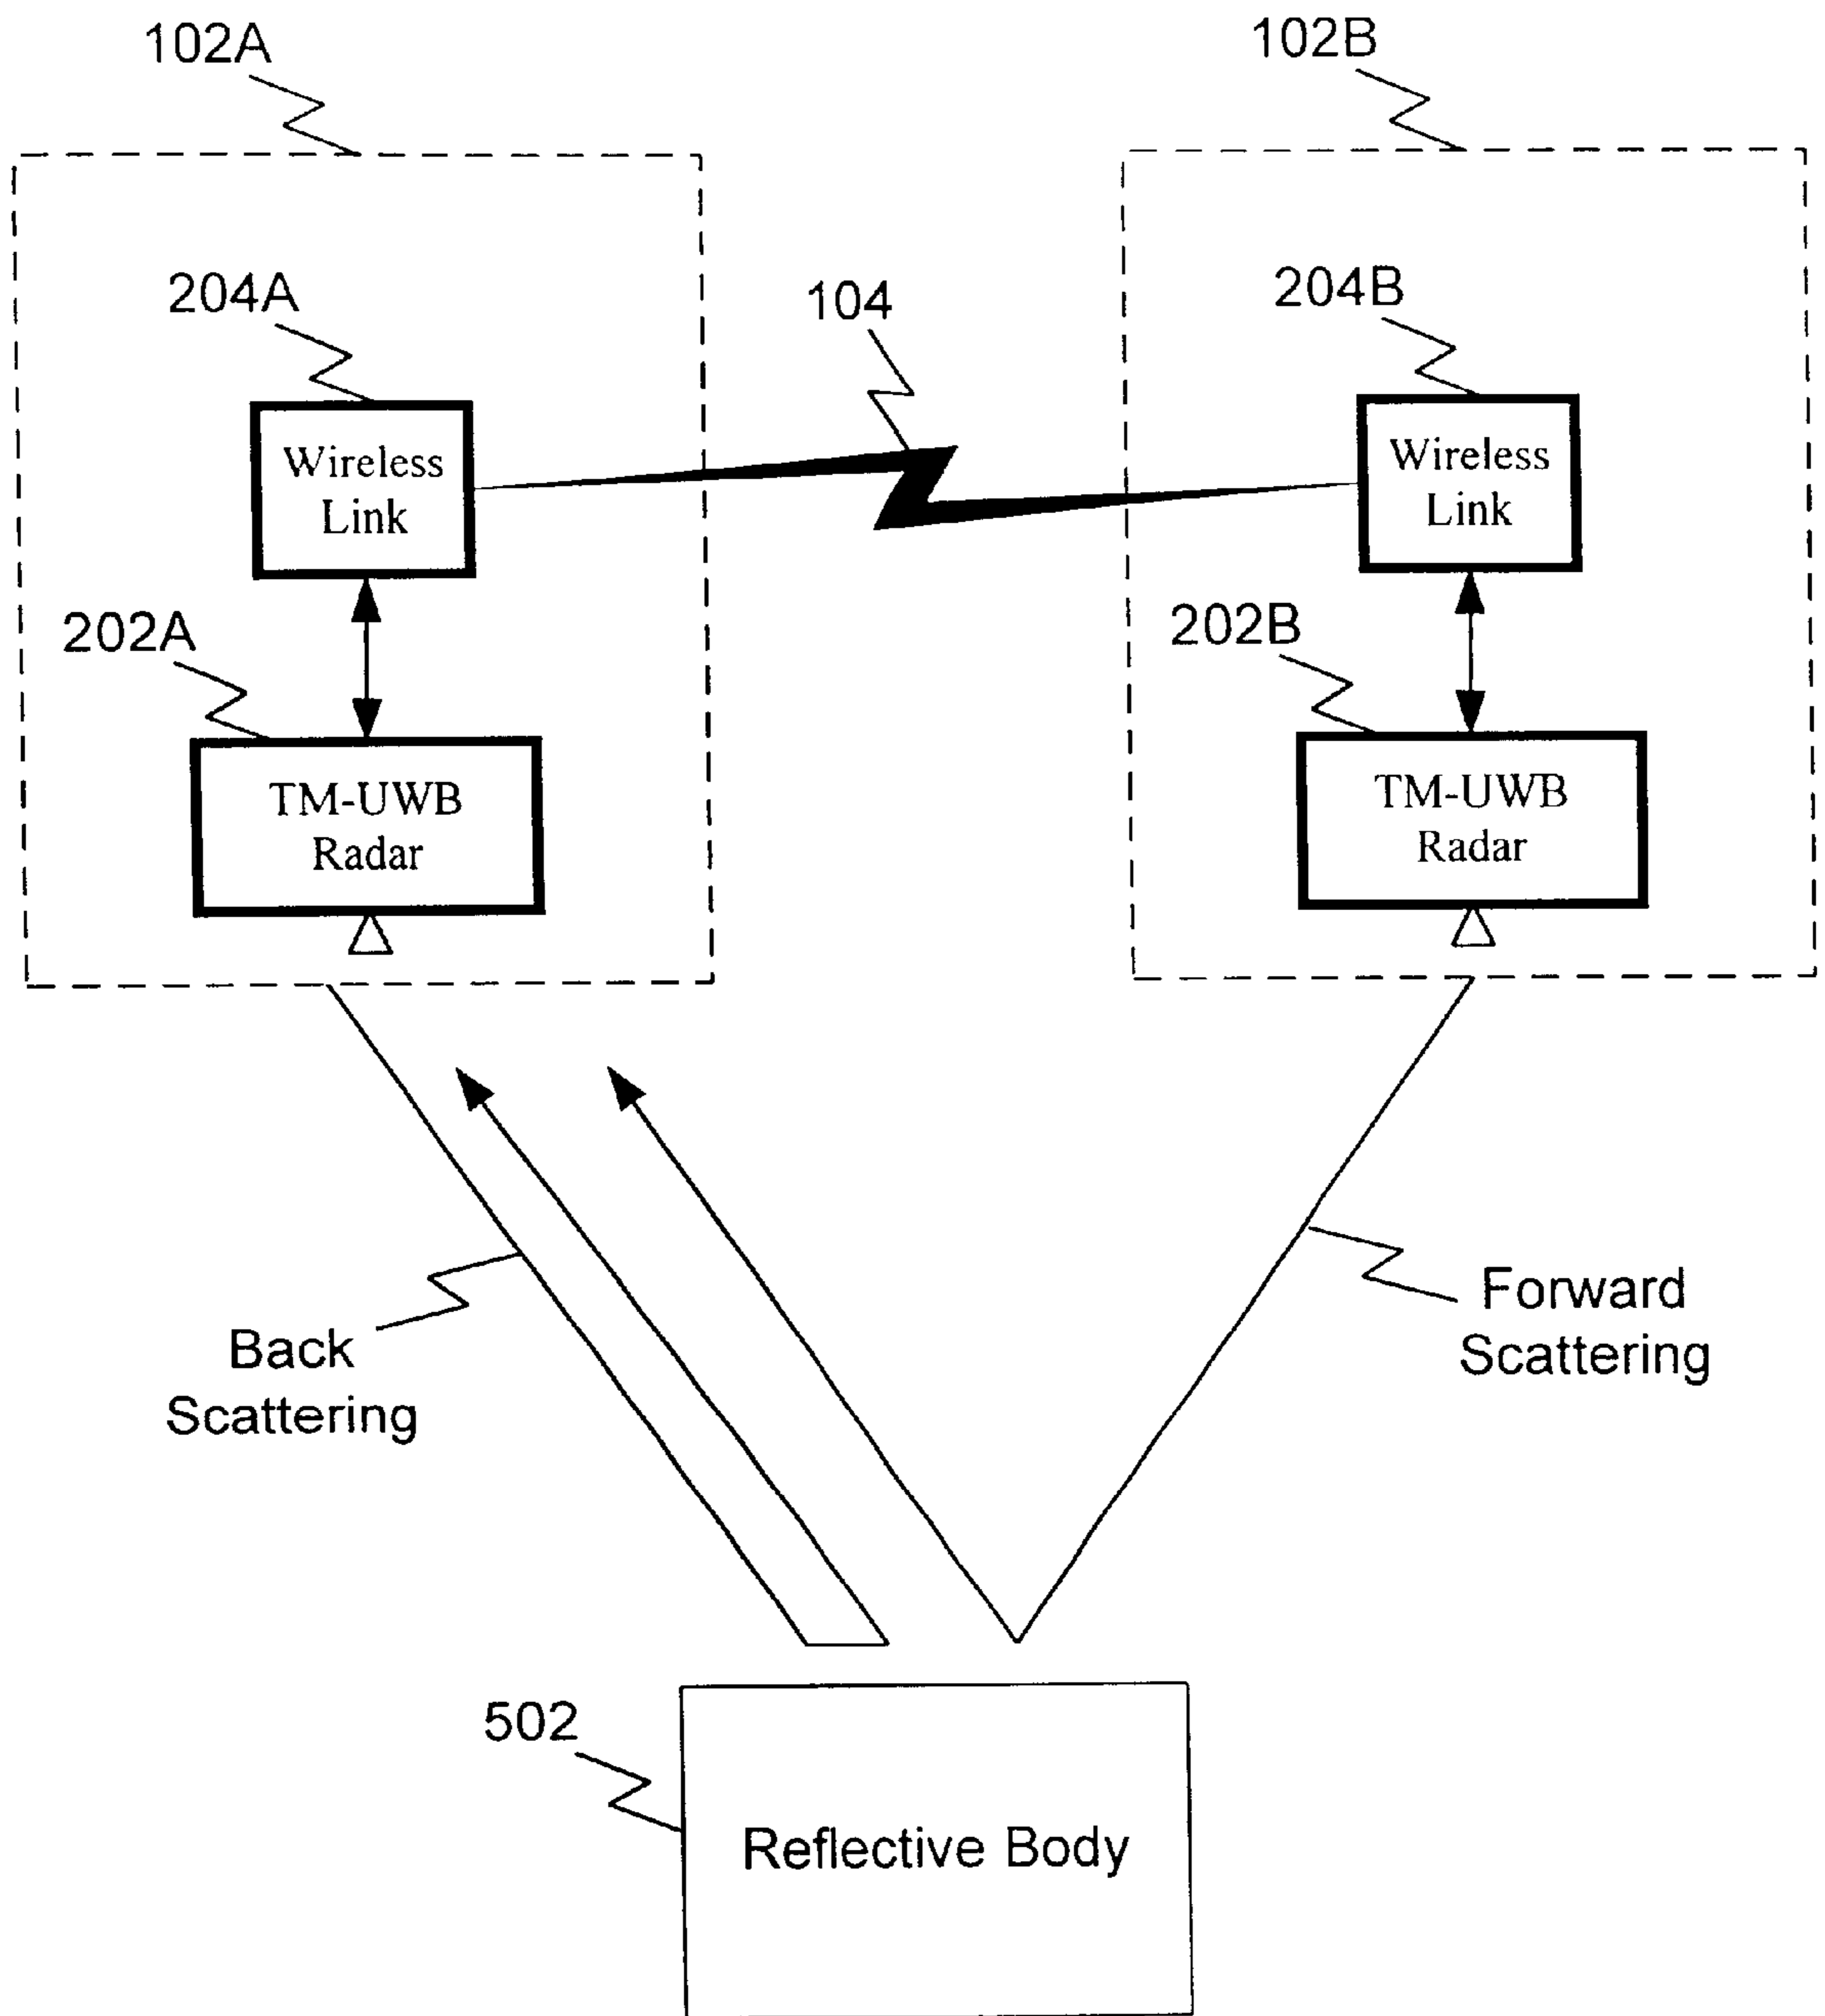 102A
102B
204A
104
204B
Wireless
Link
Wireless
Link
202A
202B
TM-UWB
Radar
TM-UWB
Radar
Forward
Scattering
Back
Scattering
502
Reflective Body